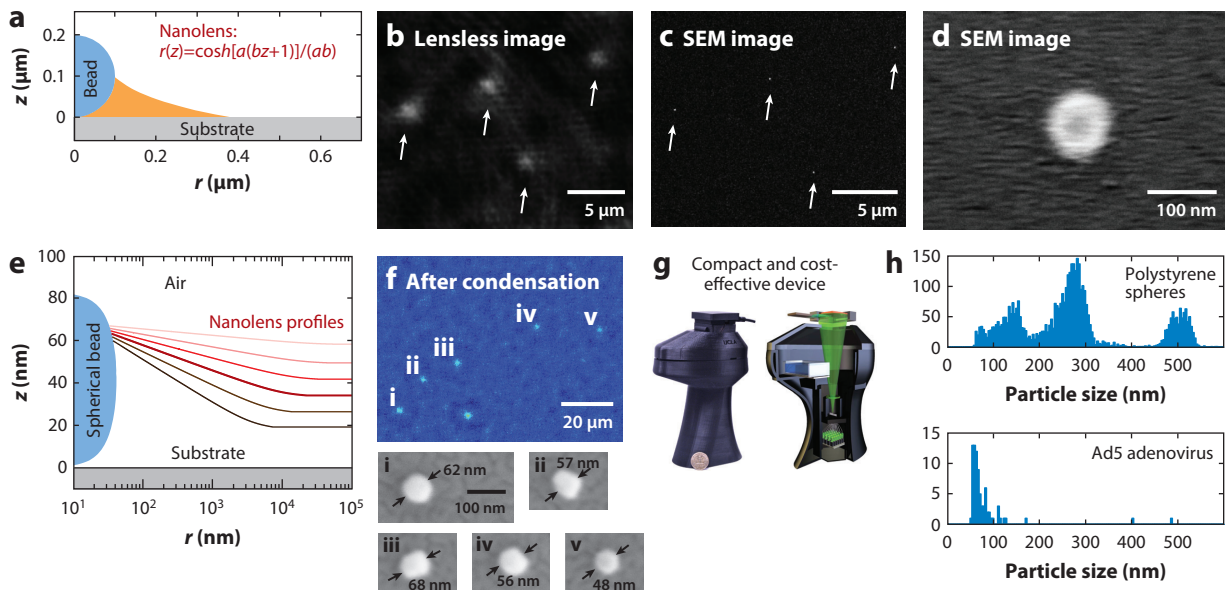 a
Nanolens:
r(z)=cosh[a(bz+1)]/(ab)
z (µm)
0.2
0.1
0
Bead
Substrate
0
0.2
0.4
0.6
r (µm)
b Lensless image
5 µm
c SEM image
5 µm
d SEM image
100 nm
e
z (nm)
100
80
60
40
20
0
Air
Nanolens profiles
Spherical bead
Substrate
10¹
10²
10³
10⁴
10⁵
r (nm)
f After condensation
i
ii
iii
iv
v
20 µm
i
62 nm
100 nm
ii
57 nm
iii
68 nm
iv
56 nm
v
48 nm
g
Compact and cost-
effective device
UCLA
h
150
100
50
0
Polystyrene
spheres
0
100
200
300
400
500
Particle size (nm)
15
10
5
0
Ad5 adenovirus
0
100
200
300
400
500
Particle size (nm)